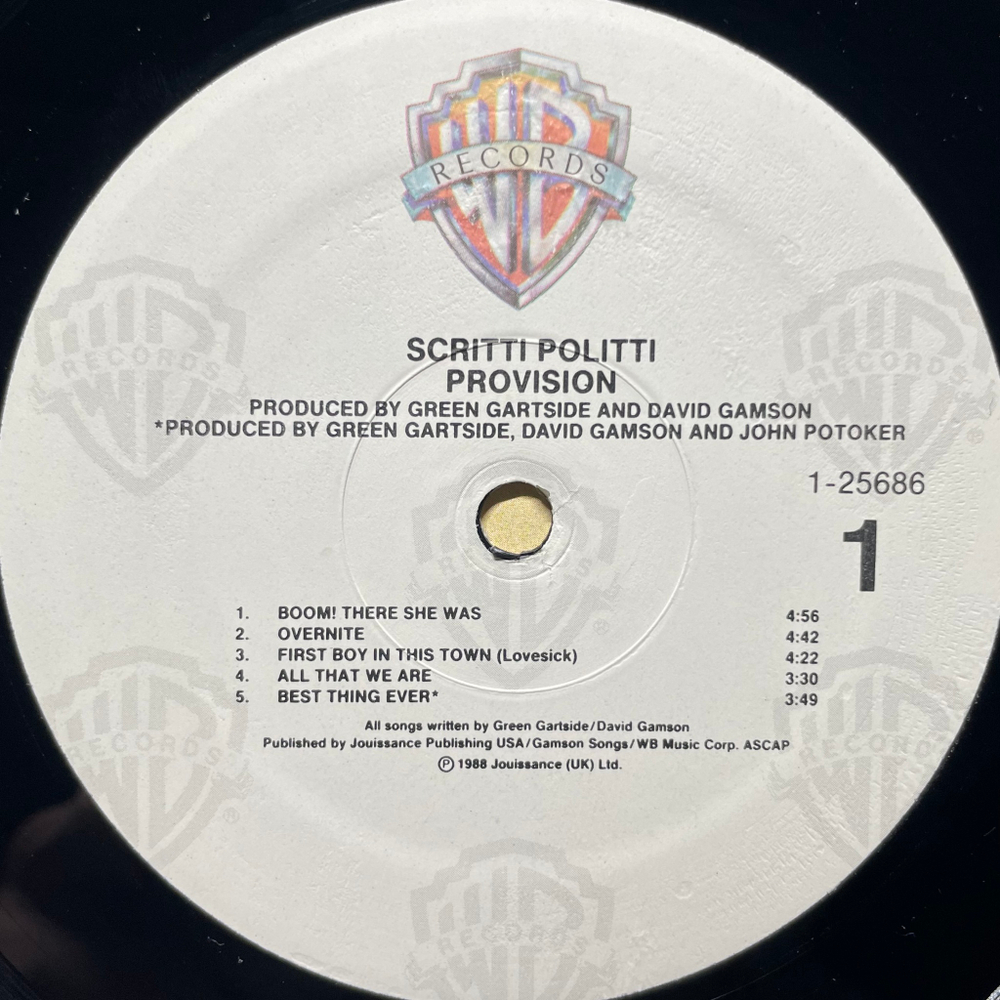 WB
RECORDS
SCRITTI POLITTI
PROVISION
PRODUCED BY GREEN GARTSIDE AND DAVID GAMSON
*PRODUCED BY GREEN GARTSIDE, DAVID GAMSON AND JOHN POTOKER
1-25686
1
1. BOOM! THERE SHE WAS 4:56
2. OVERNITE 4:42
3. FIRST BOY IN THIS TOWN (Lovesick) 4:22
4. ALL THAT WE ARE 3:30
5. BEST THING EVER* 3:49
All songs written by Green Gartside/David Gamson
Published by Jouissance Publishing USA/Gamson Songs/WB Music Corp. ASCAP
℗ 1988 Jouissance (UK) Ltd.